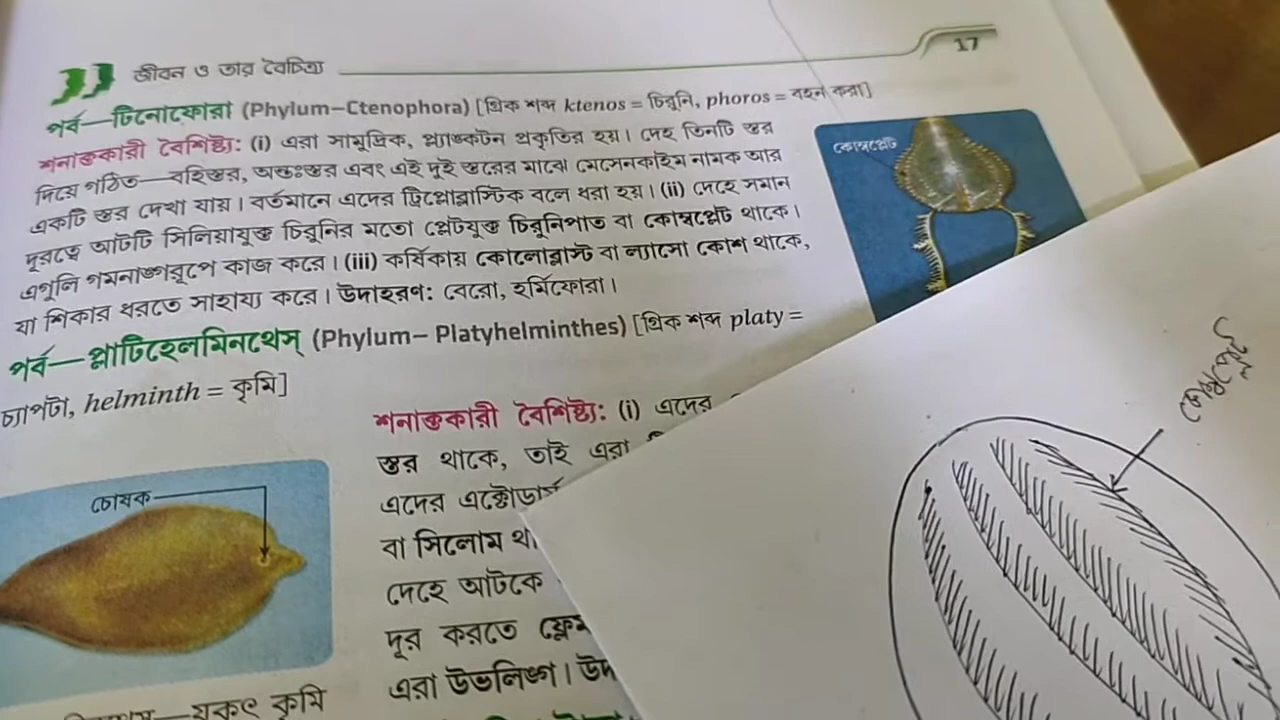 জীবন ও তার বৈচিত্র্য
17
পর্ব—টিনোফোরা (Phylum-Ctenophora) [গ্রিক শব্দ ktenos = চিরুনি, phoros = বহন করা]
শনাক্তকারী বৈশিষ্ট্য: (i) এরা সামুদ্রিক, প্ল্যাঙ্কটন প্রকৃতির হয়। দেহ তিনটি স্তর
দিয়ে গঠিত—বহিস্তর, অন্তঃস্তর এবং এই দুই স্তরের মাঝে মেসেনকাইম নামক আর
একটি স্তর দেখা যায়। বর্তমানে এদের ট্রিপ্লোব্লাস্টিক বলে ধরা হয়। (ii) দেহে সমান
দূরত্বে আটটি সিলিয়াযুক্ত চিরুনির মতো প্লেটযুক্ত চিরুনিপাত বা কোম্বপ্লেট থাকে।
এগুলি গমনাঙ্গরূপে কাজ করে। (iii) কর্ষিকায় কোলোব্লাস্ট বা ল্যাসো কোশ থাকে,
যা শিকার ধরতে সাহায্য করে। উদাহরণ: বেরো, হর্মিফোরা।
কোম্বপ্লেট
পর্ব—প্লাটিহেলমিনথেস্ (Phylum- Platyhelminthes) [গ্রিক শব্দ platy =
চ্যাপটা, helminth = কৃমি]
শনাক্তকারী বৈশিষ্ট্য: (i) এদের
স্তর থাকে, তাই এরা
এদের এক্টোডার্ম
বা সিলোম
দেহে আটকে
দূর করতে ফ্লেম
এরা উভলিঙ্গ।
চোষক
যকৃৎ কৃমি
কোম্বপ্লেট